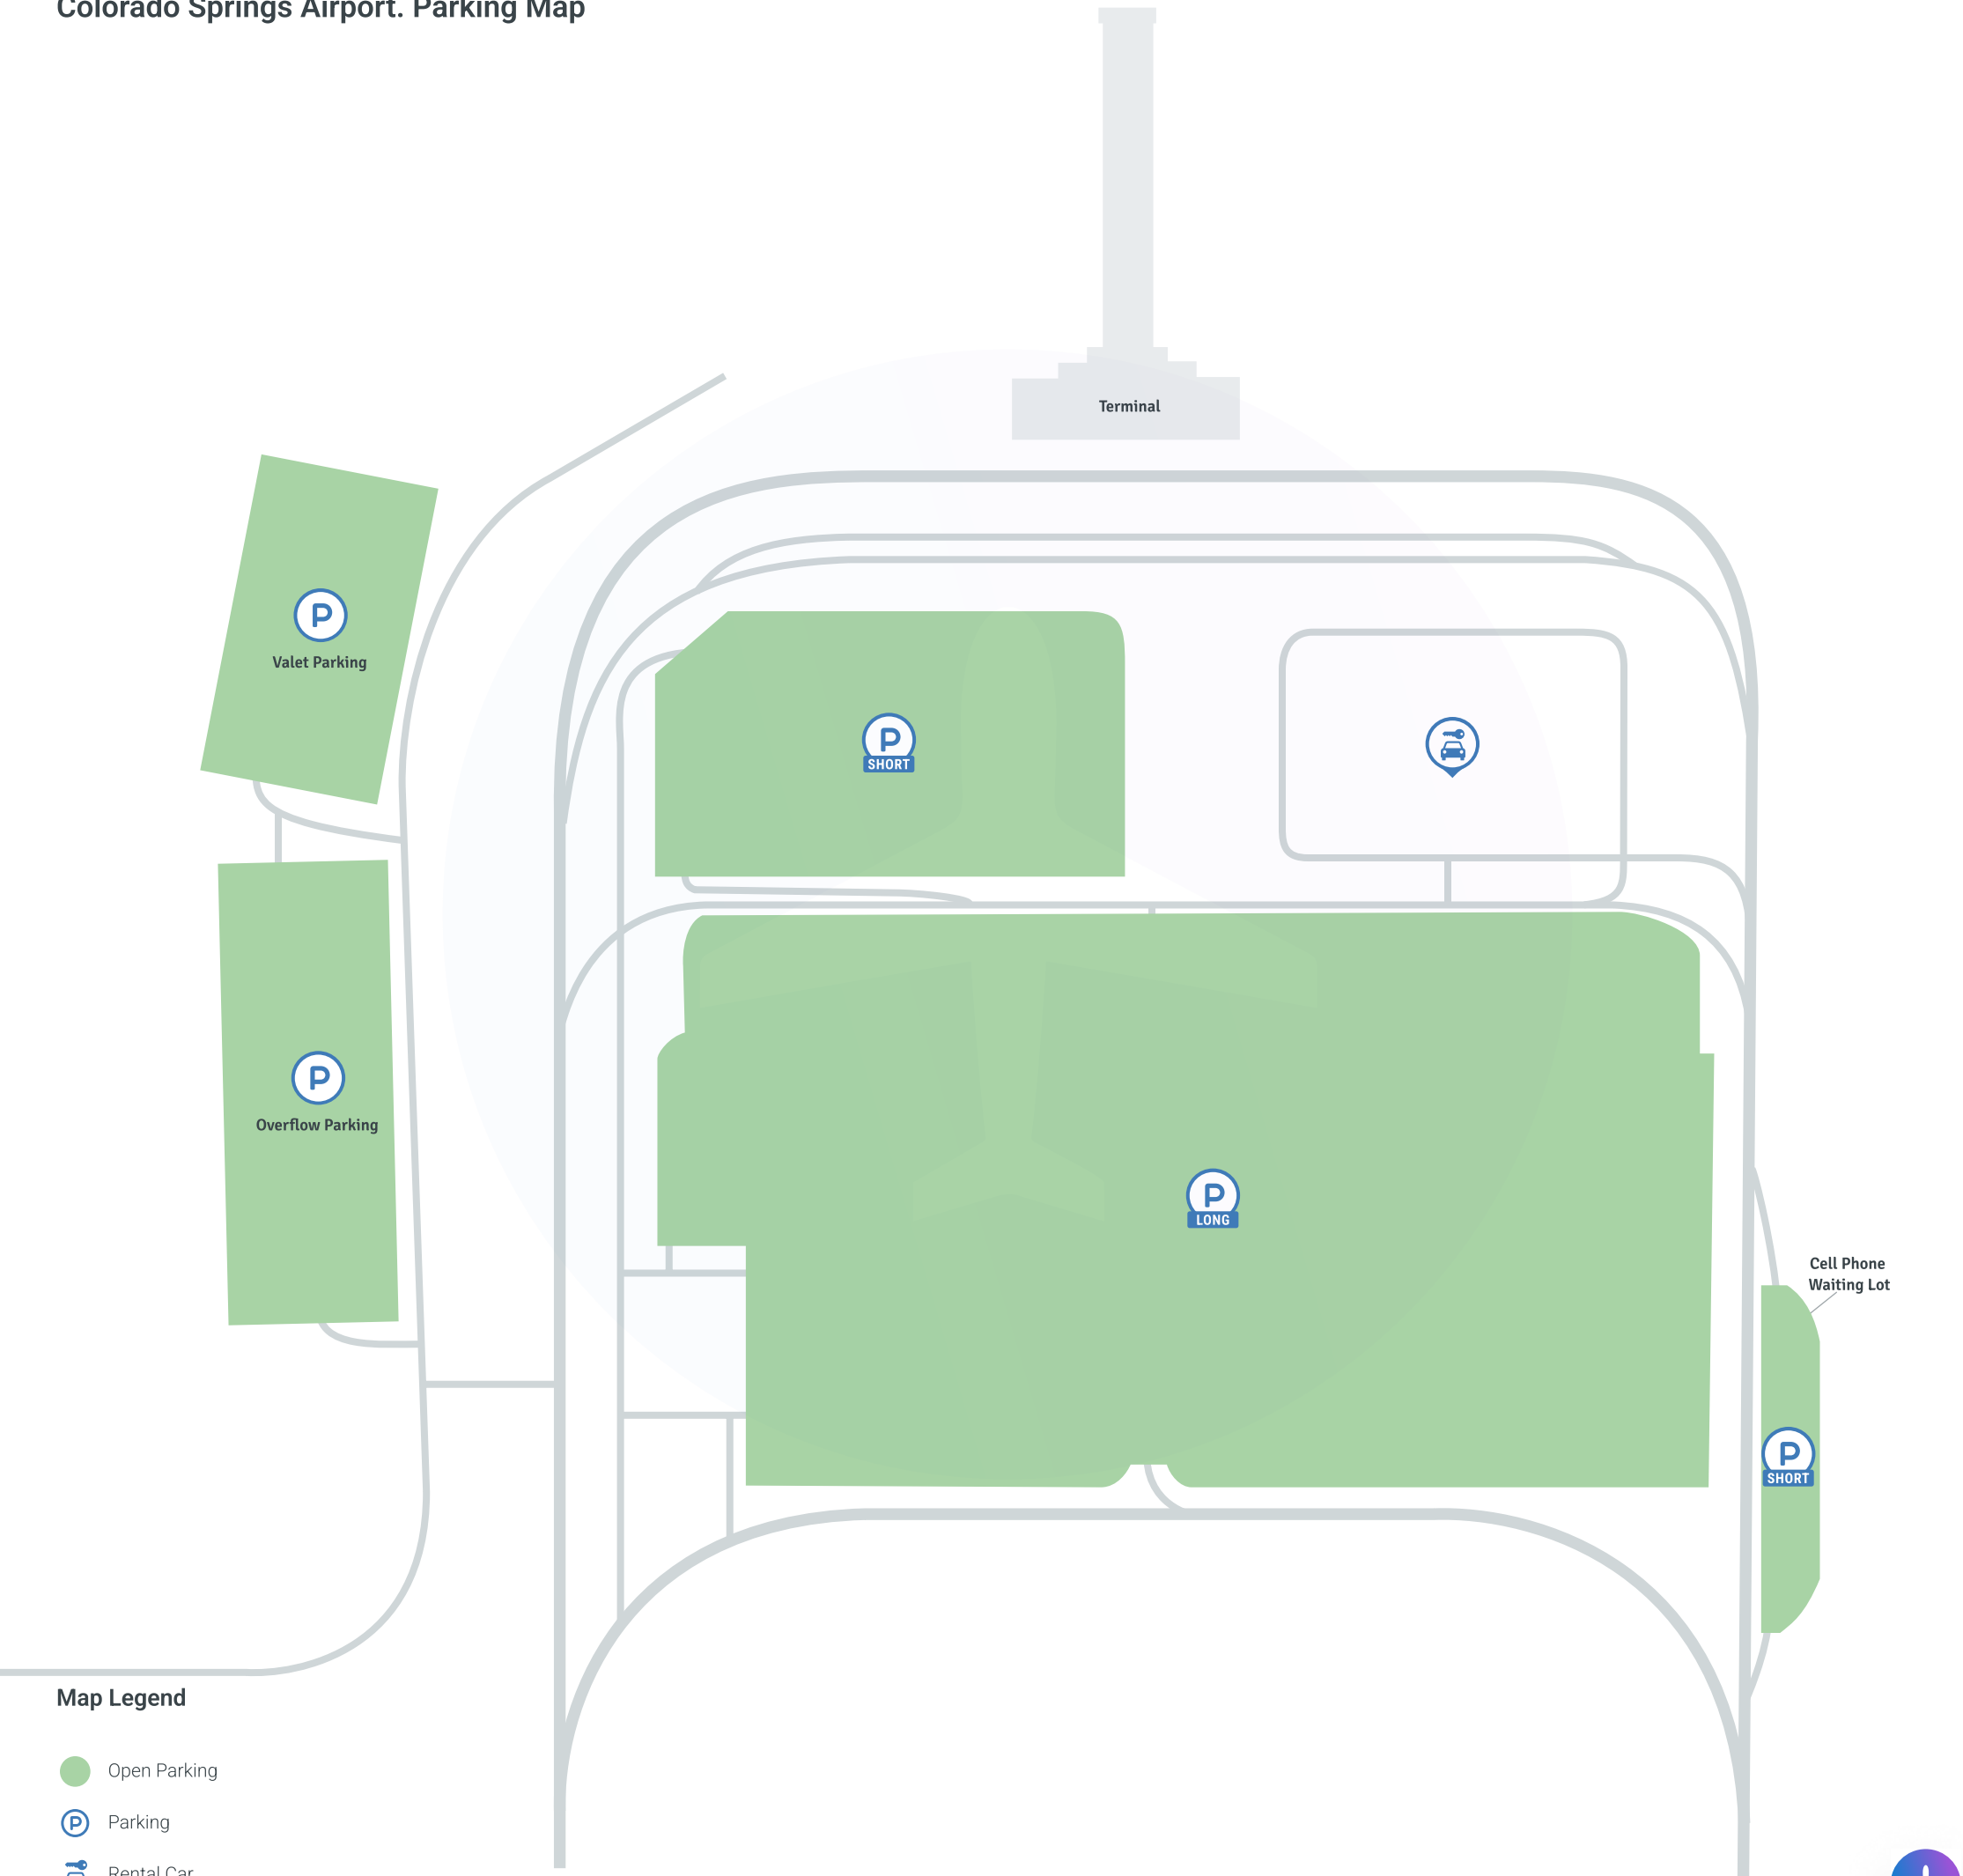 Colorado Springs Airport. Parking Map
Terminal
P
Valet Parking
P
SHORT
P
Overflow Parking
P
LONG
Cell Phone
Waiting Lot
P
SHORT
Map Legend
Open Parking
P
Parking
Rental Car